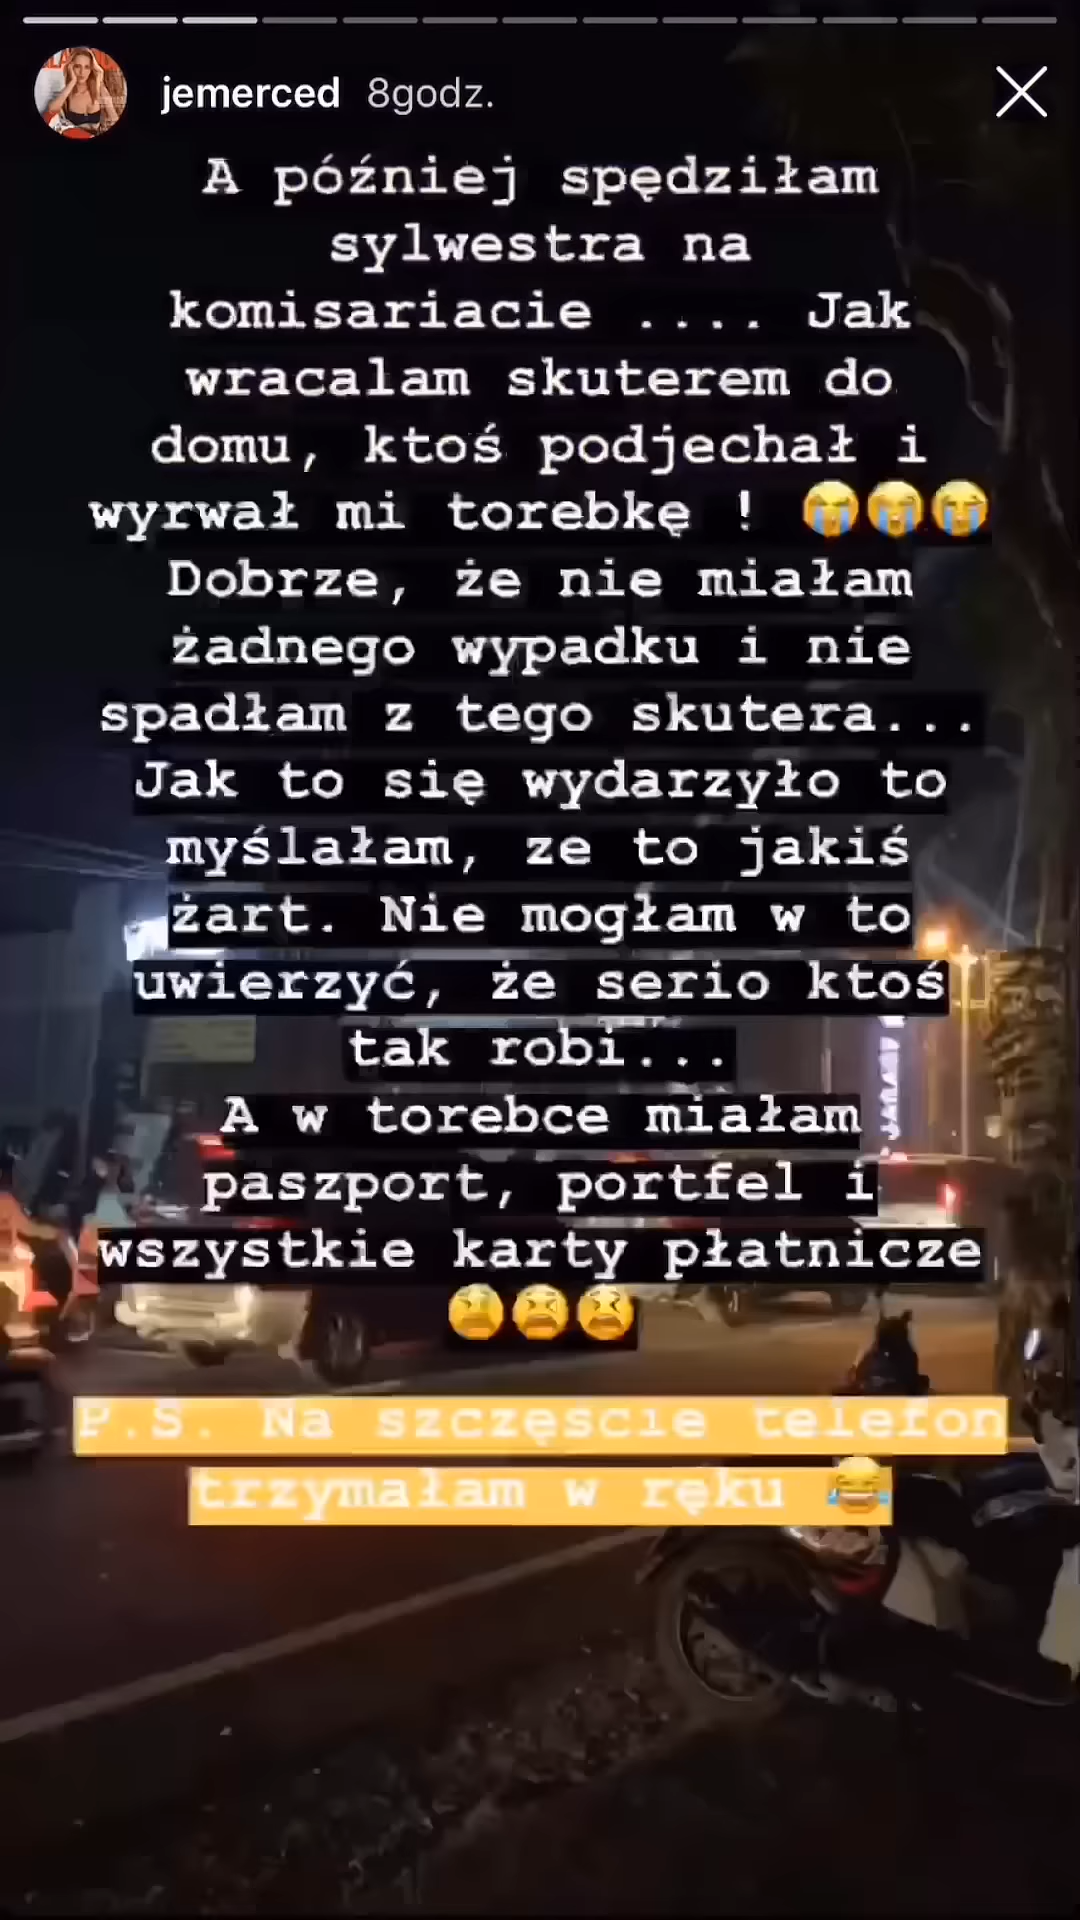 jemerced 8godz.
A później spędziłam
sylwestra na
komisariacie .... Jak
wracalam skuterem do
domu, ktoś podjechał i
wyrwał mi torebkę ! 😭😭😭
Dobrze, że nie miałam
żadnego wypadku i nie
spadłam z tego skutera...
Jak to się wydarzyło to
myślałam, ze to jakiś
żart. Nie mogłam w to
uwierzyć, że serio ktoś
tak robi...
A w torebce miałam
paszport, portfel i
wszystkie karty płatnicze
😫😫😫
P.S. Na szczęscie telefon
trzymałam w ręku 😂